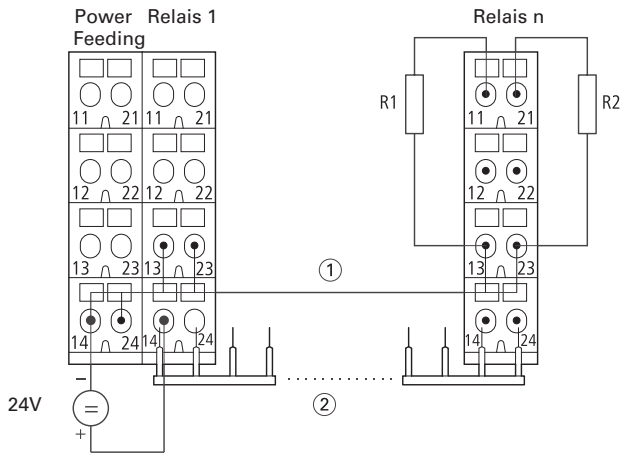 Power Relais 1
Feeding
Relais n
11 21 11 21
11 21
R1
R2
12 22 12 22
12 22
13 23 13 23
13 23
1
14 24 14 24
14 24
−
24V
=
+
2